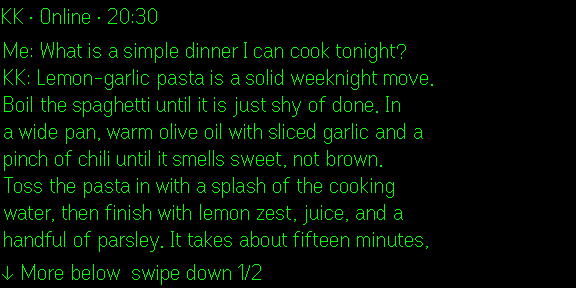 KK · Online · 20:30
Me: What is a simple dinner I can cook tonight?
KK: Lemon-garlic pasta is a solid weeknight move.
Boil the spaghetti until it is just shy of done. In
a wide pan, warm olive oil with sliced garlic and a
pinch of chili until it smells sweet, not brown.
Toss the pasta in with a splash of the cooking
water, then finish with lemon zest, juice, and a
handful of parsley. It takes about fifteen minutes,
↓ More below  swipe down 1/2